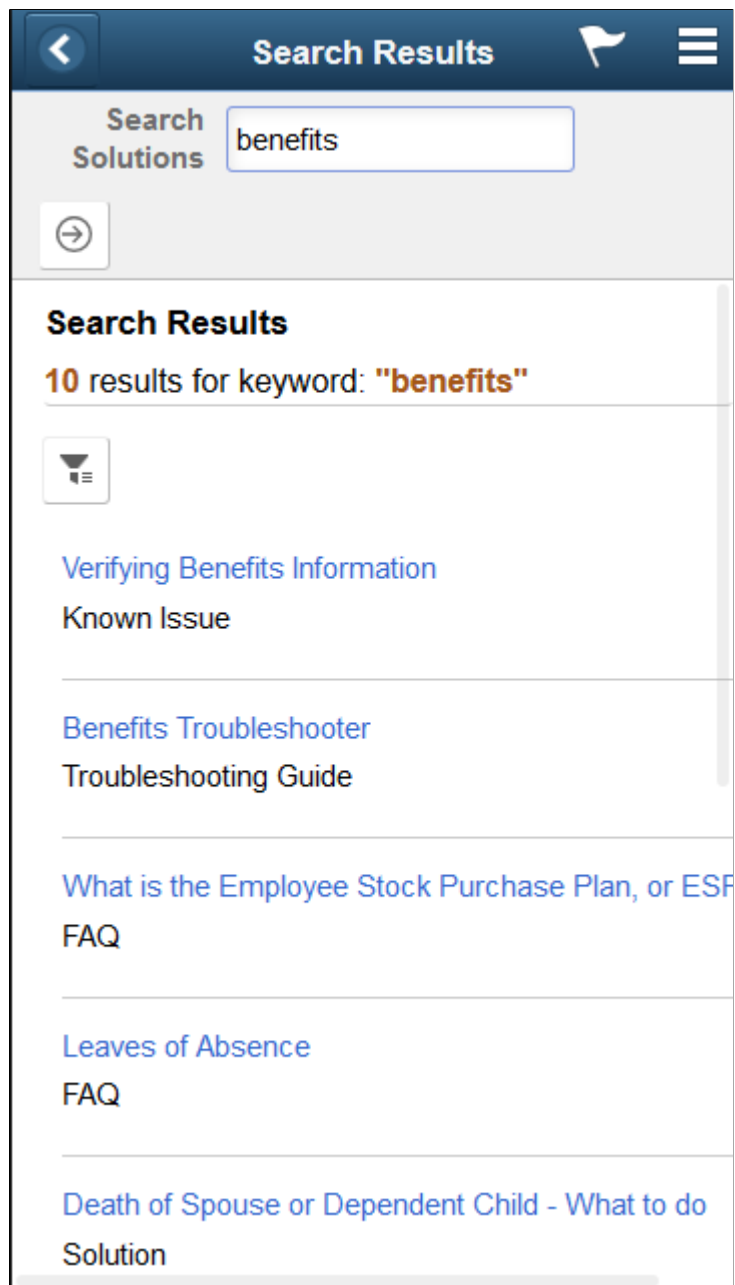 Search Results
Search
Solutions
benefits
Search Results
10 results for keyword: "benefits"
Verifying Benefits Information
Known Issue
Benefits Troubleshooter
Troubleshooting Guide
What is the Employee Stock Purchase Plan, or
FAQ
Leaves of Absence
FAQ
Death of Spouse or Dependent Child - What to do
Solution